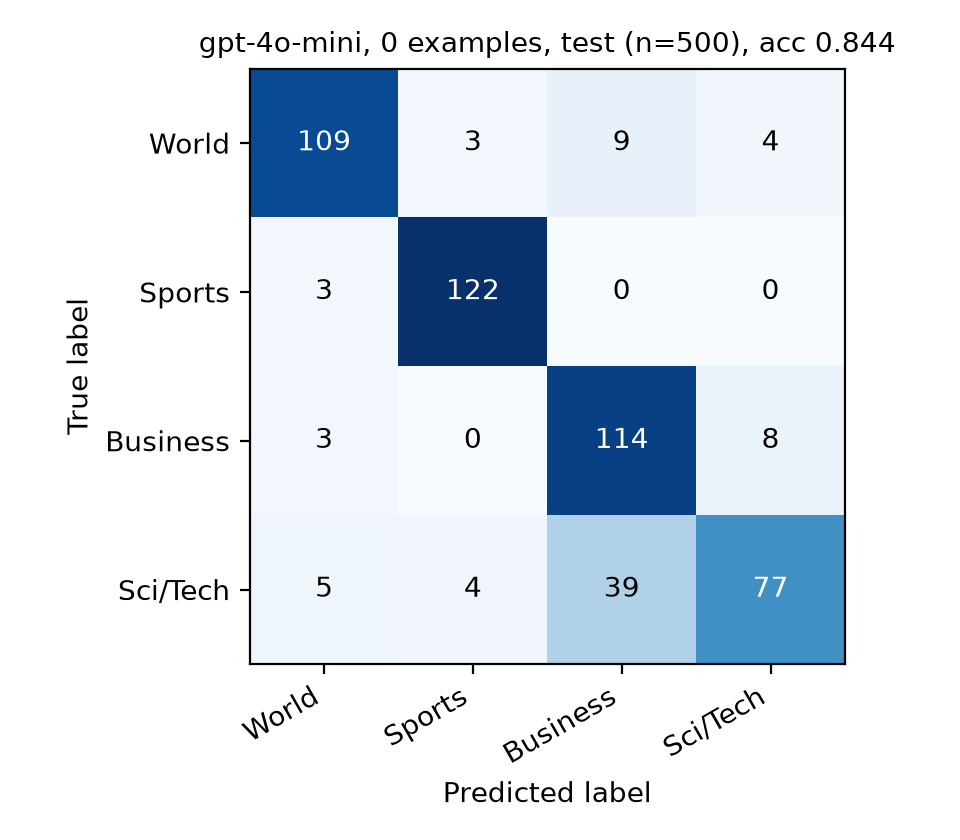 gpt-4o-mini, 0 examples, test (n=500), acc 0.844
True label
World 109 3 9 4
Sports 3 122 0 0
Business 3 0 114 8
Sci/Tech 5 4 39 77
World Sports Business Sci/Tech
Predicted label